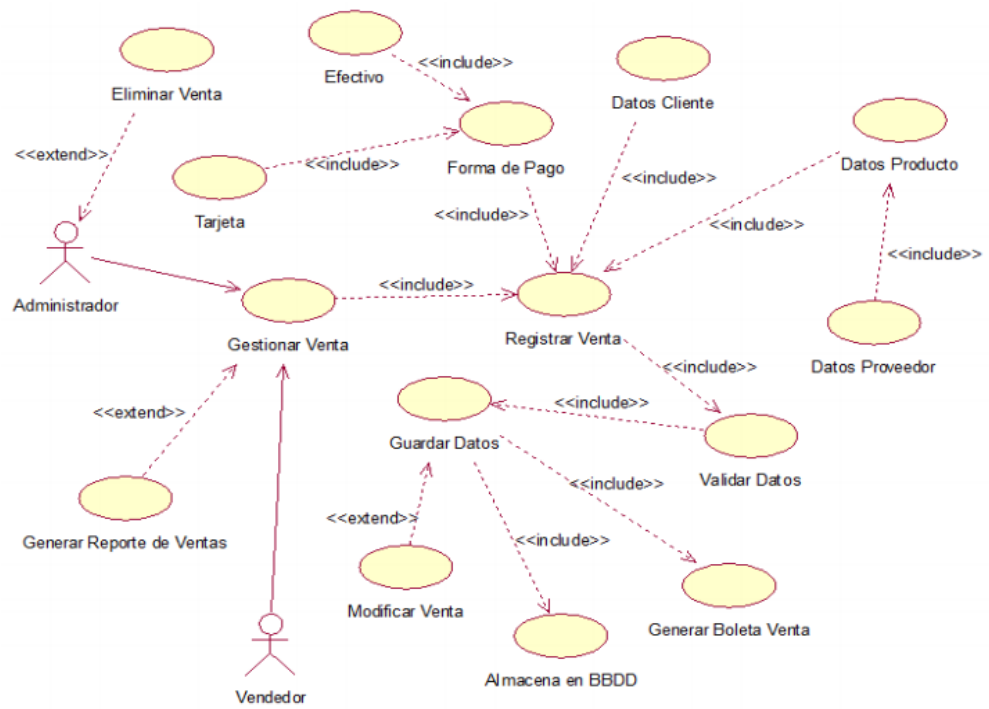 <<include>>
Efectivo
Eliminar Venta
Datos Cliente
<<extend>>
<<include>>
Forma de Pago
Datos Producto
<<include>>
Tarjeta
<<include>>
<<include>>
<<include>>
Administrador
<<include>>
Gestionar Venta
Registrar Venta
<<include>>
Datos Proveedor
<<extend>>
<<include>>
Guardar Datos
Validar Datos
<<include>>
<<extend>>
Generar Reporte de Ventas
<<include>>
Modificar Venta
Generar Boleta Venta
Almacena en BBDD
Vendedor